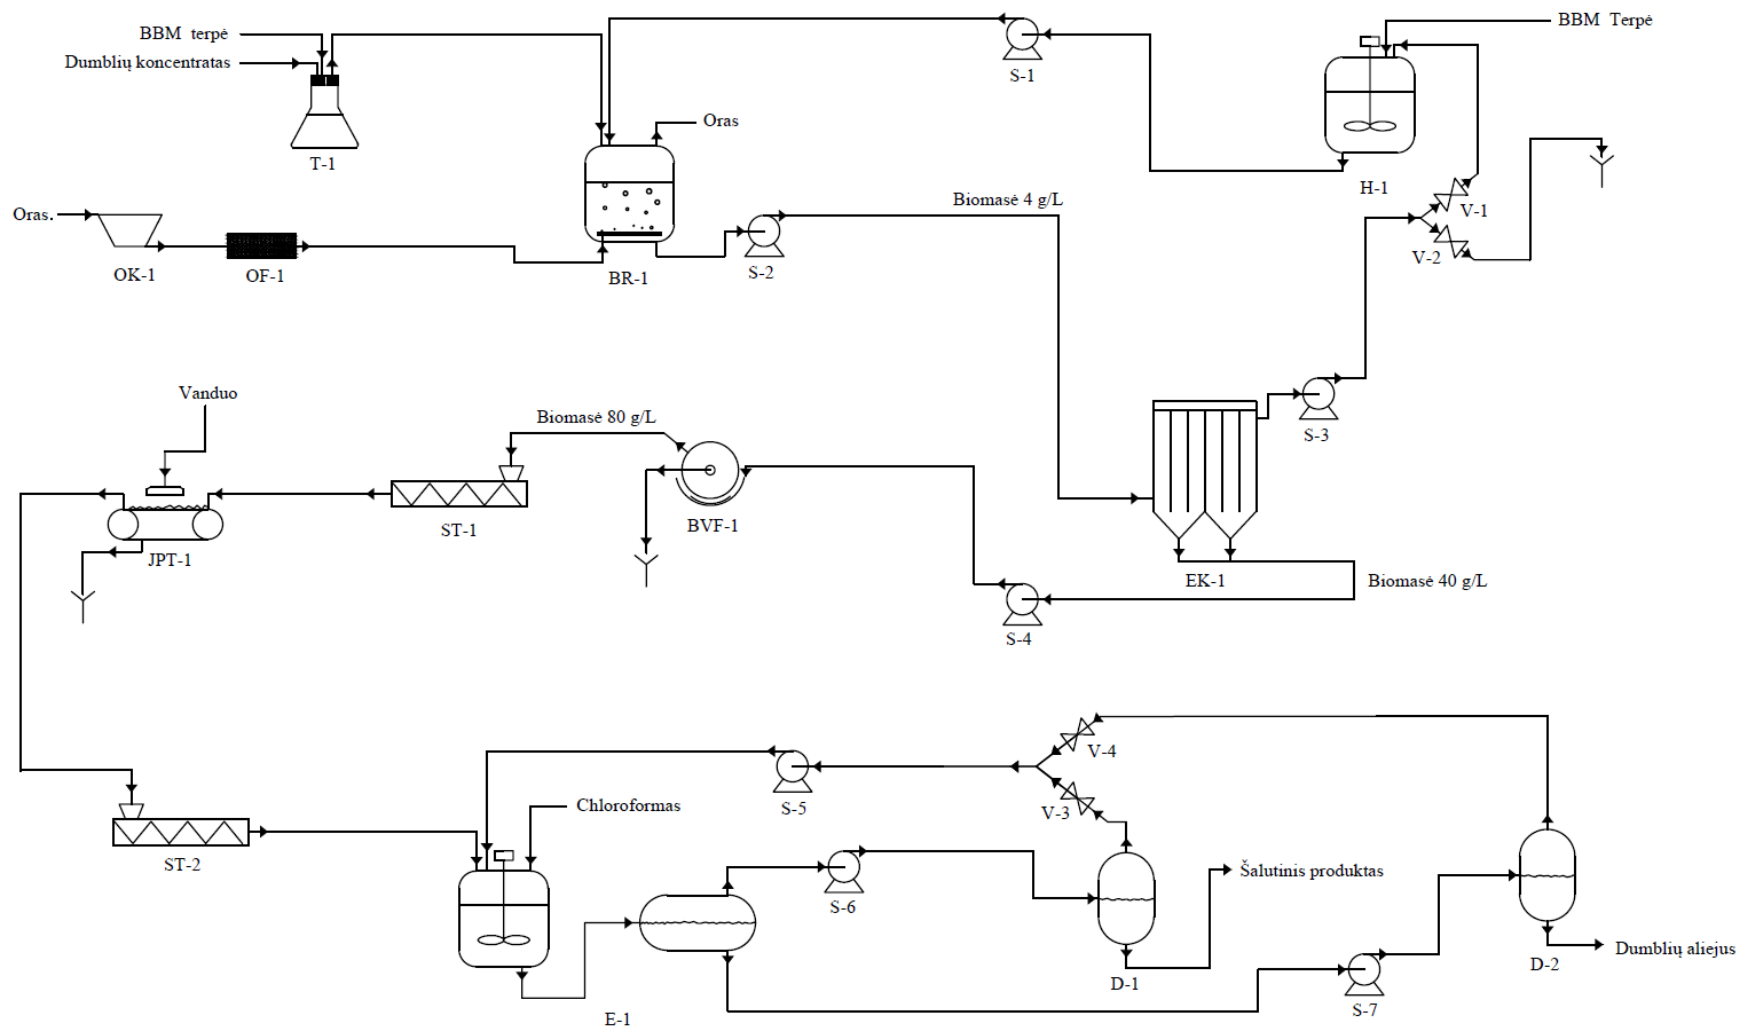 BBM terpė
Dumblių koncentratas
T-1
Oras.
OK-1
OF-1
BR-1
Oras
S-1
S-2
Biomasė 4 g/L
BBM Terpė
H-1
V-1
V-2
Vanduo
Biomasė 80 g/L
S-3
JPT-1
ST-1
BVF-1
EK-1
Biomasė 40 g/L
S-4
V-4
V-3
S-5
Chloroformas
ST-2
S-6
Šalutinis produktas
D-1
E-1
S-7
D-2
Dumblių aliejus